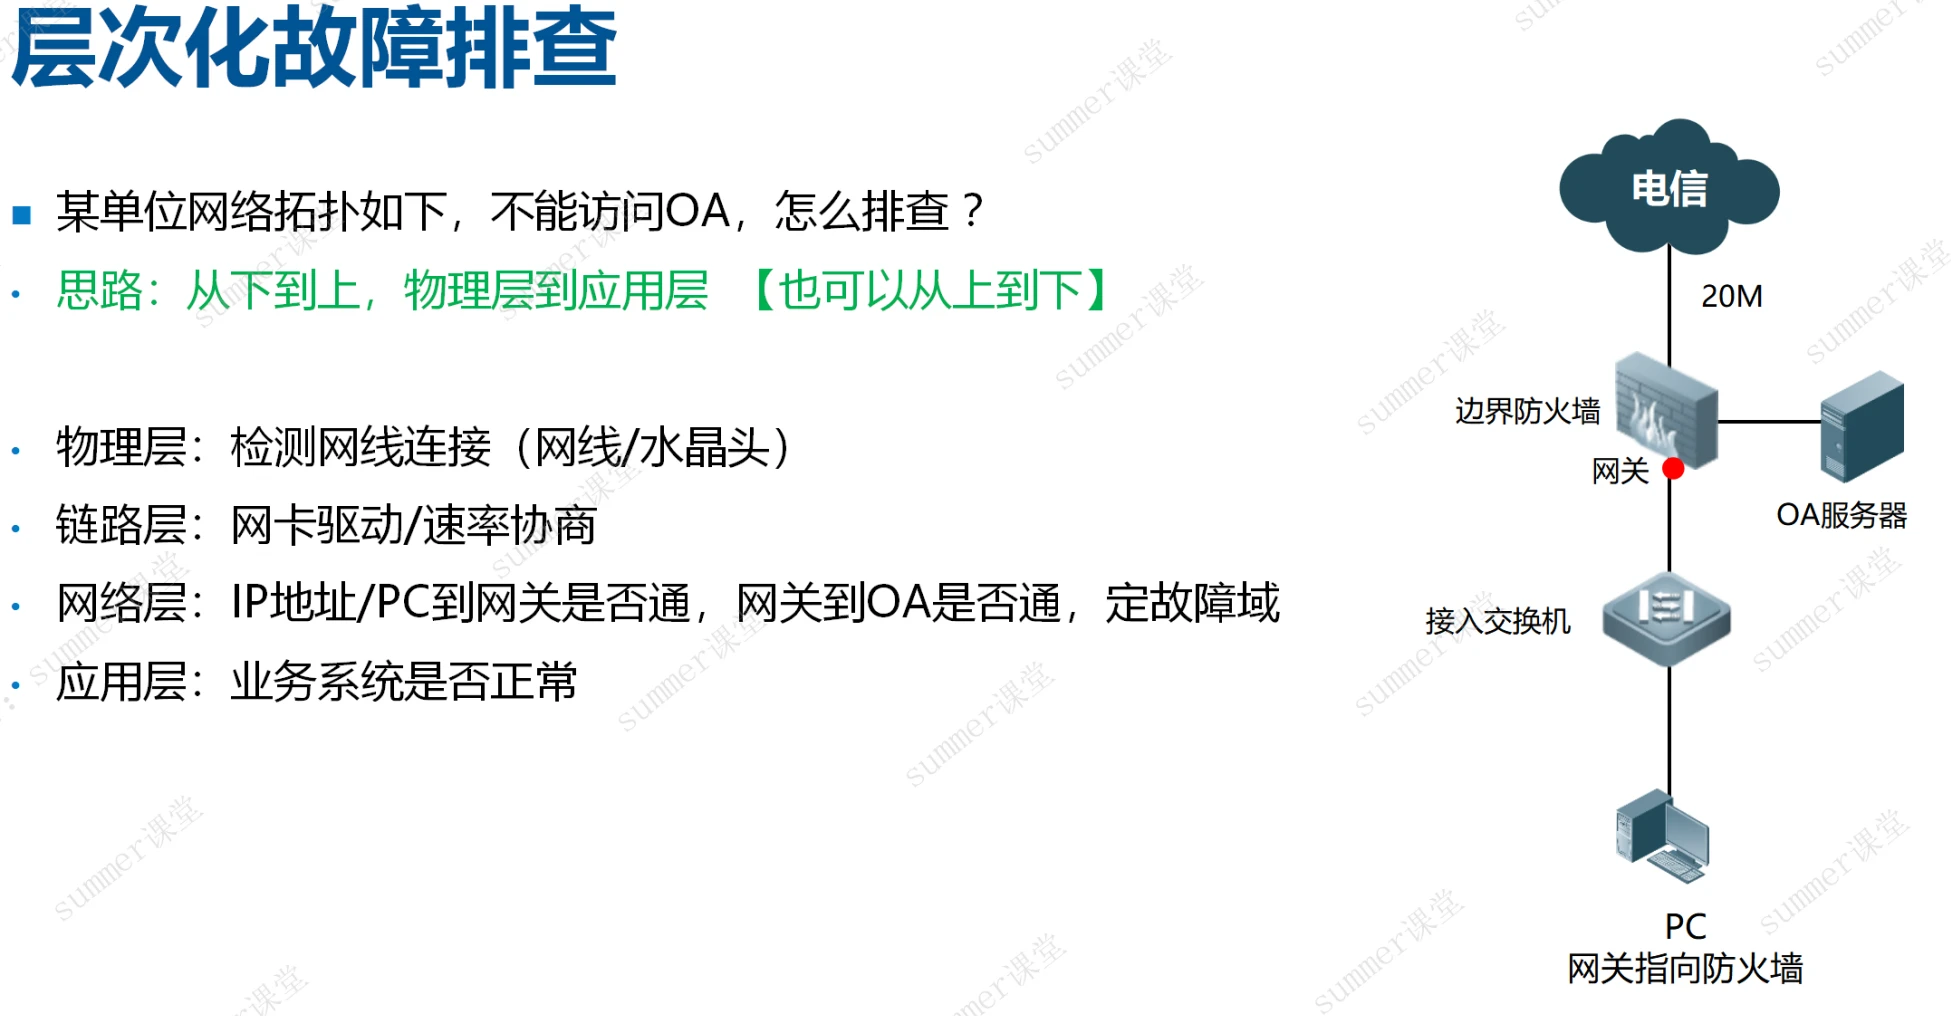 层次化故障排查
某单位网络拓扑如下，不能访问OA，怎么排查？
思路：从下到上，物理层到应用层 【也可以从上到下】
物理层：检测网线连接（网线/水晶头）
链路层：网卡驱动/速率协商
网络层：IP地址/PC到网关是否通，网关到OA是否通，定故障域
应用层：业务系统是否正常
电信
20M
边界防火墙
网关
OA服务器
接入交换机
PC
网关指向防火墙
summer课堂